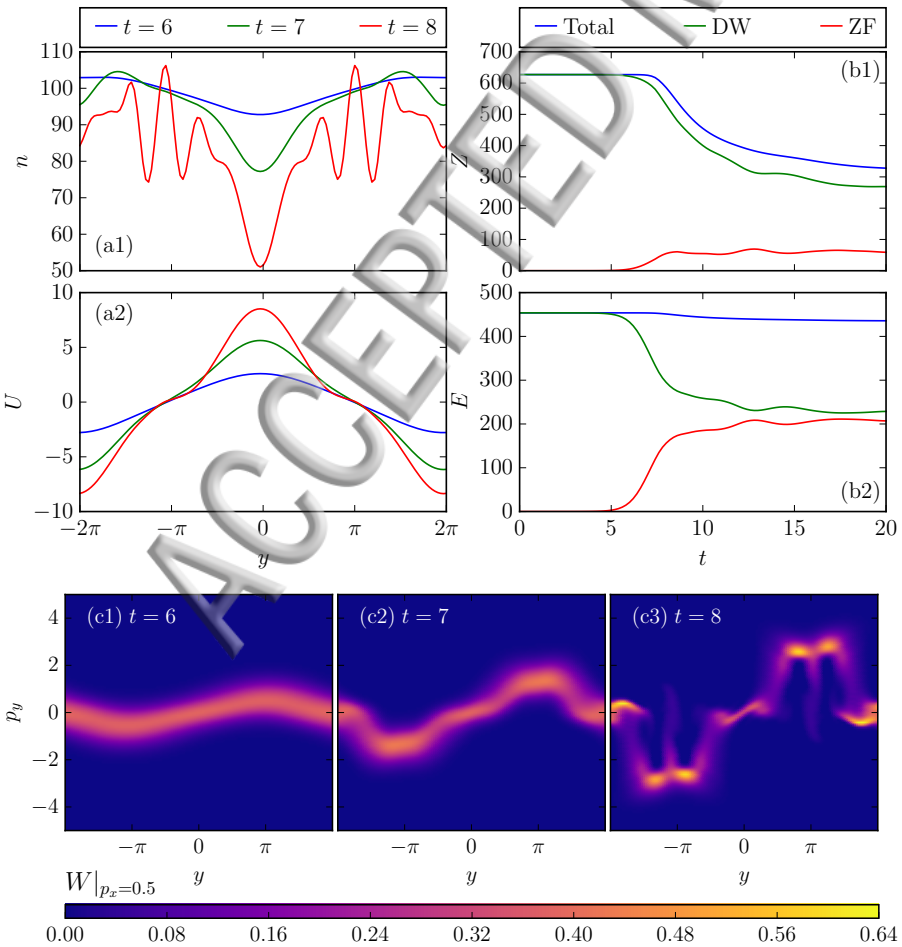 t = 6 t = 7 t = 8
Total DW ZF
110
100
90
80
70
60
50
n
(a1)
700
600
500
400
300
200
100
0
Z
(b1)
10
5
0
−5
−10
U
(a2)
−2π −π 0 π 2π
y
500
400
300
200
100
0
E
(b2)
0 5 10 15 20
t
4
2
0
−2
−4
p_y
(c1) t = 6
(c2) t = 7
(c3) t = 8
−π 0 π
y
−π 0 π
y
−π 0 π
y
W|_{p_x=0.5}
0.00 0.08 0.16 0.24 0.32 0.40 0.48 0.56 0.64
ACCEPTED